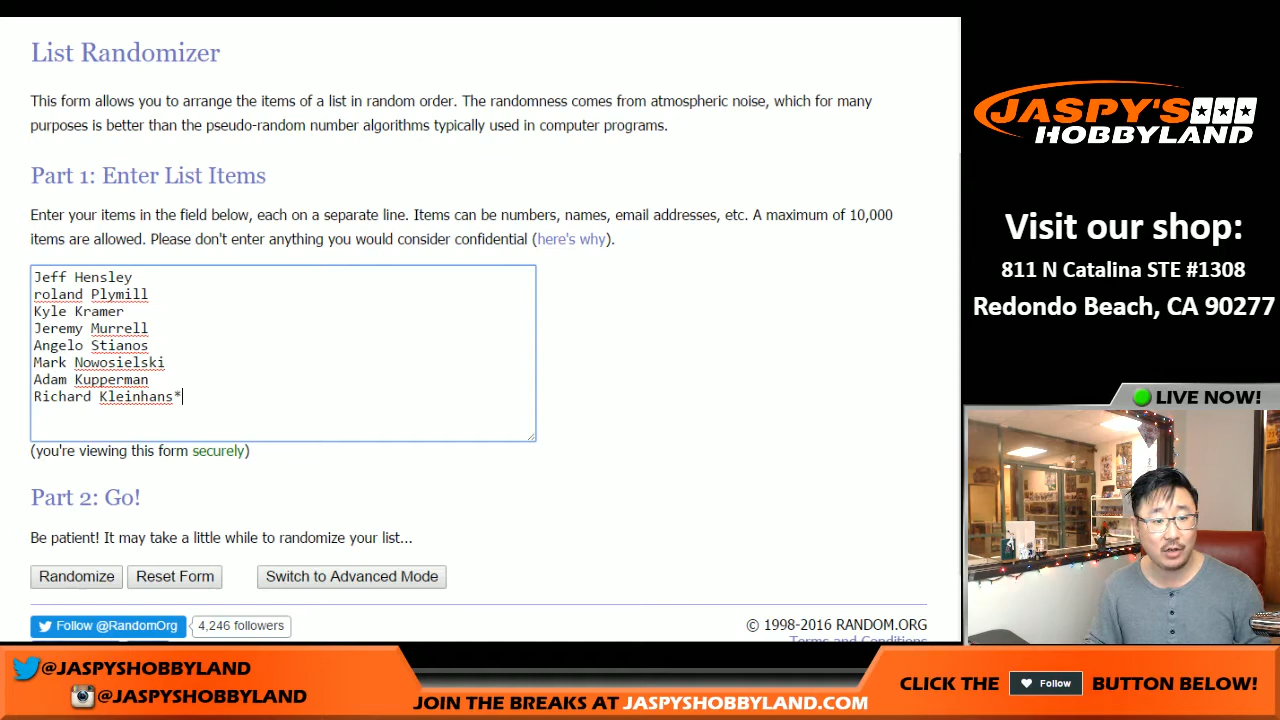 List Randomizer
This form allows you to arrange the items of a list in random order. The randomness comes from atmospheric noise, which for many
purposes is better than the pseudo-random number algorithms typically used in computer programs.
Part 1: Enter List Items
Enter your items in the field below, each on a separate line. Items can be numbers, names, email addresses, etc. A maximum of 10,000
items are allowed. Please don't enter anything you would consider confidential (here's why).
Jeff Hensley
roland Plymill
Kyle Kramer
Jeremy Murrell
Angelo Stianos
Mark Nowosielski
Adam Kupperman
Richard Kleinhans*
(you're viewing this form securely)
Part 2: Go!
Be patient! It may take a little while to randomize your list...
Randomize
Reset Form
Switch to Advanced Mode
Follow @RandomOrg
4,246 followers
© 1998-2016 RANDOM.ORG
Terms and Conditions
JASPY'S
HOBBYLAND
Visit our shop:
811 N Catalina STE #1308
Redondo Beach, CA 90277
LIVE NOW!
@JASPYSHOBBYLAND
@JASPYSHOBBYLAND
JOIN THE BREAKS AT JASPYSHOBBYLAND.COM
CLICK THE Follow BUTTON BELOW!